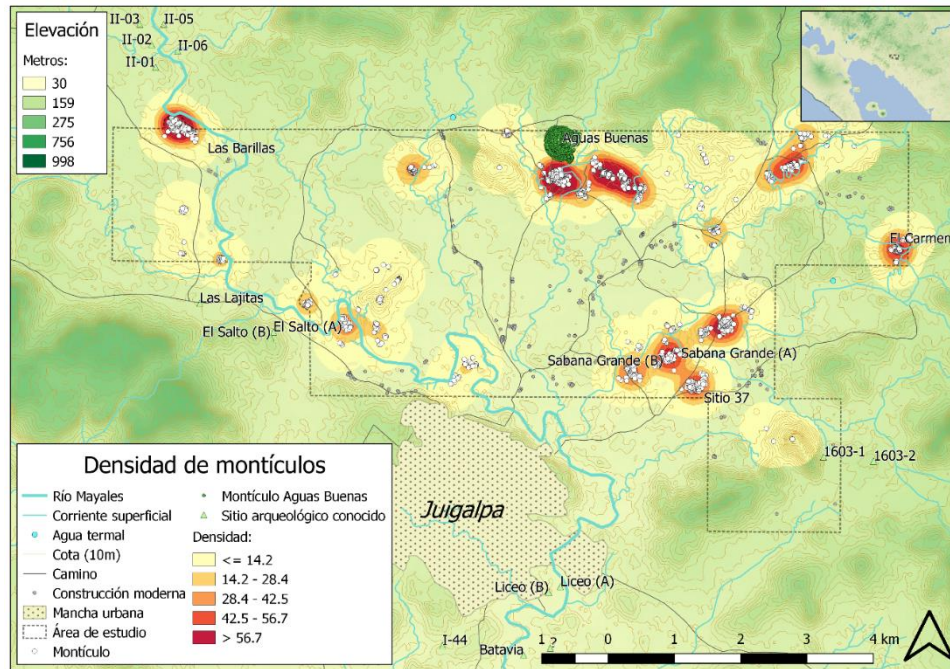 Elevación
Metros:
30
159
275
756
998
II-03
II-05
II-02
II-06
II-01
Las Barillas
Aguas Buenas
El Carmen
Las Lajitas
El Salto (B)
El Salto (A)
Sabana Grande (B)
Sabana Grande (A)
Sitio 37
1603-1
1603-2
Juigalpa
Liceo (B)
Liceo (A)
I-44
Batavia
Densidad de montículos
Río Mayales
Corriente superficial
Agua termal
Cota (10m)
Camino
Construcción moderna
Mancha urbana
Área de estudio
Montículo
Montículo Aguas Buenas
Sitio arqueológico conocido
Densidad:
<= 14.2
14.2 - 28.4
28.4 - 42.5
42.5 - 56.7
> 56.7
1 0 1 2 3 4 km